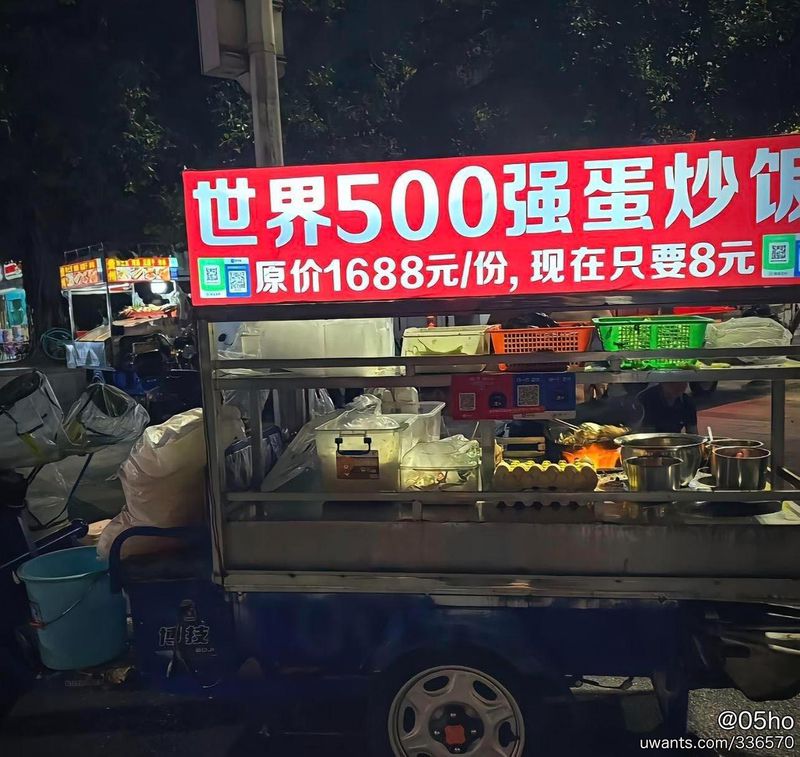 世界500强蛋炒饭
原价1688元/份, 现在只要8元
BOJI
@05ho
uwants.com/336570